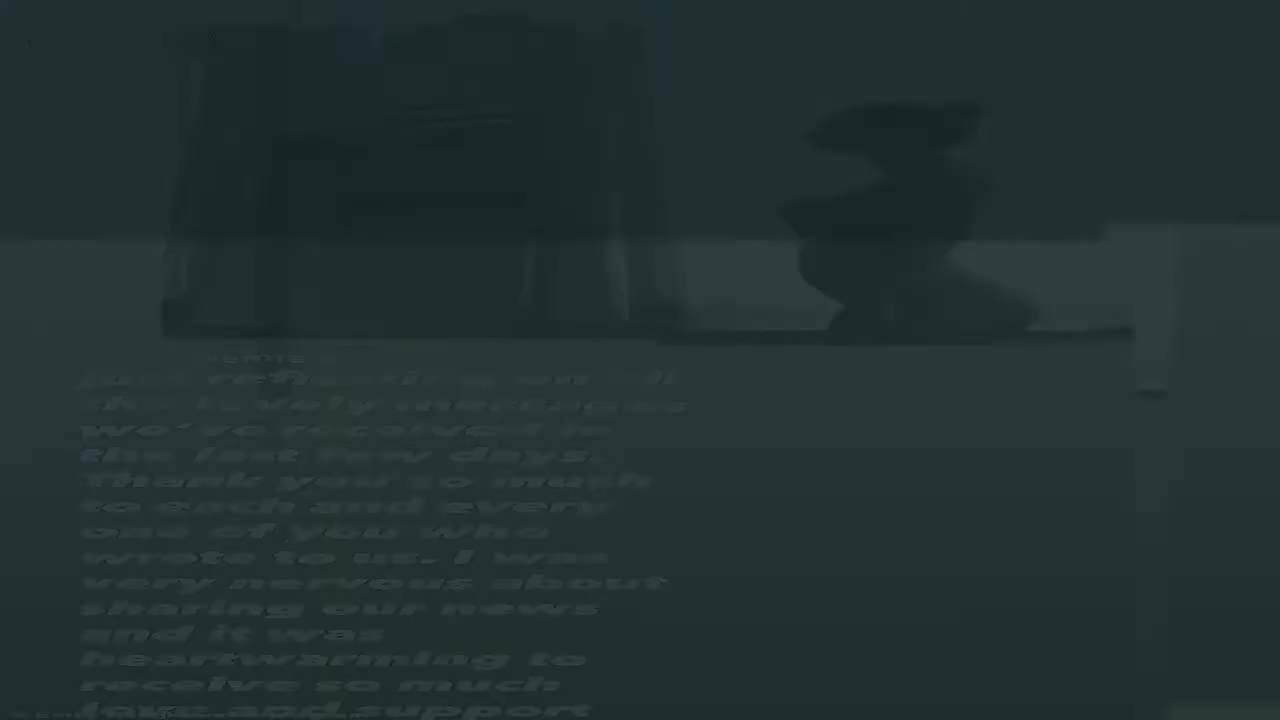 just reflecting on all
the lovely messages
we've received in
the last few days.
Thank you so much
to each and every
one of you who
wrote to us. I was
very nervous about
sharing our news
and it was
heartwarming to
receive so much
love and support